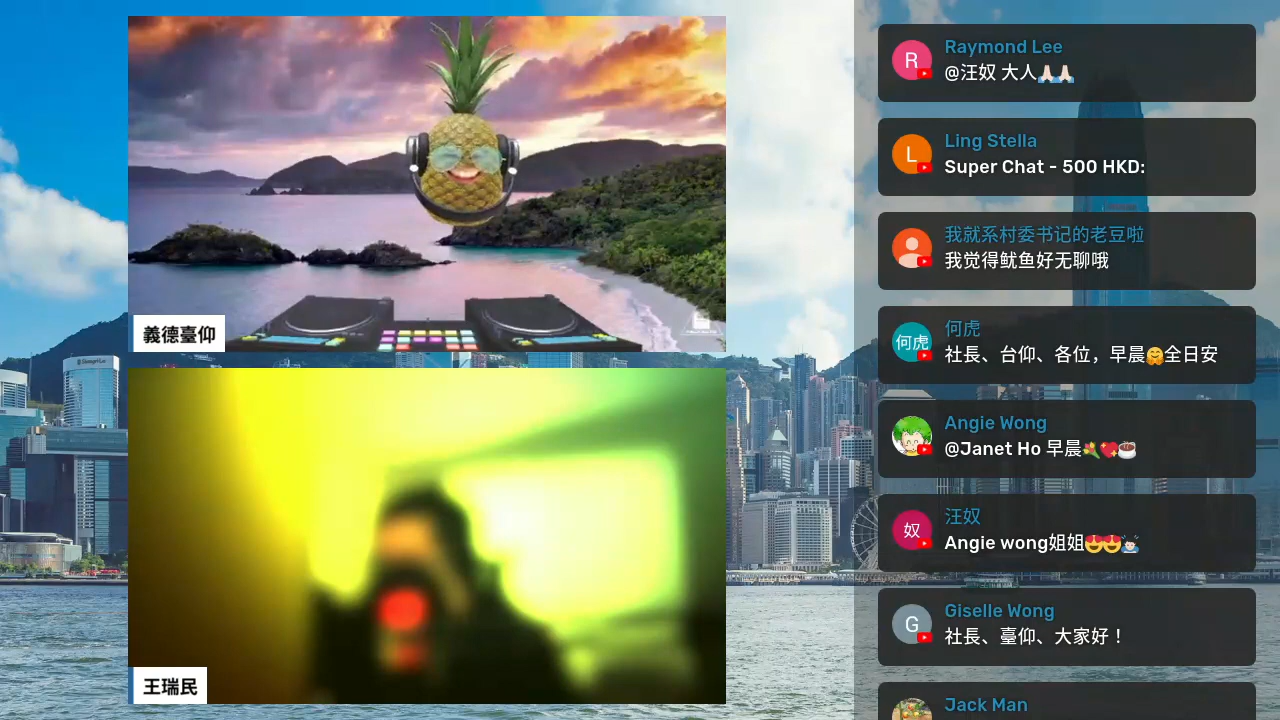 義德臺仰
王瑞民
Raymond Lee
@汪奴 大人🙏🏻🙏🏻
Ling Stella
Super Chat - 500 HKD:
我就系村委书记的老豆啦
我觉得鱿鱼好无聊哦
何虎
何虎
社長、台仰、各位，早晨🤗全日安
Angie Wong
@Janet Ho 早晨💐💖☕
奴
汪奴
Angie wong姐姐😍😍
Giselle Wong
社長、臺仰、大家好！
Jack Man
R
L
G